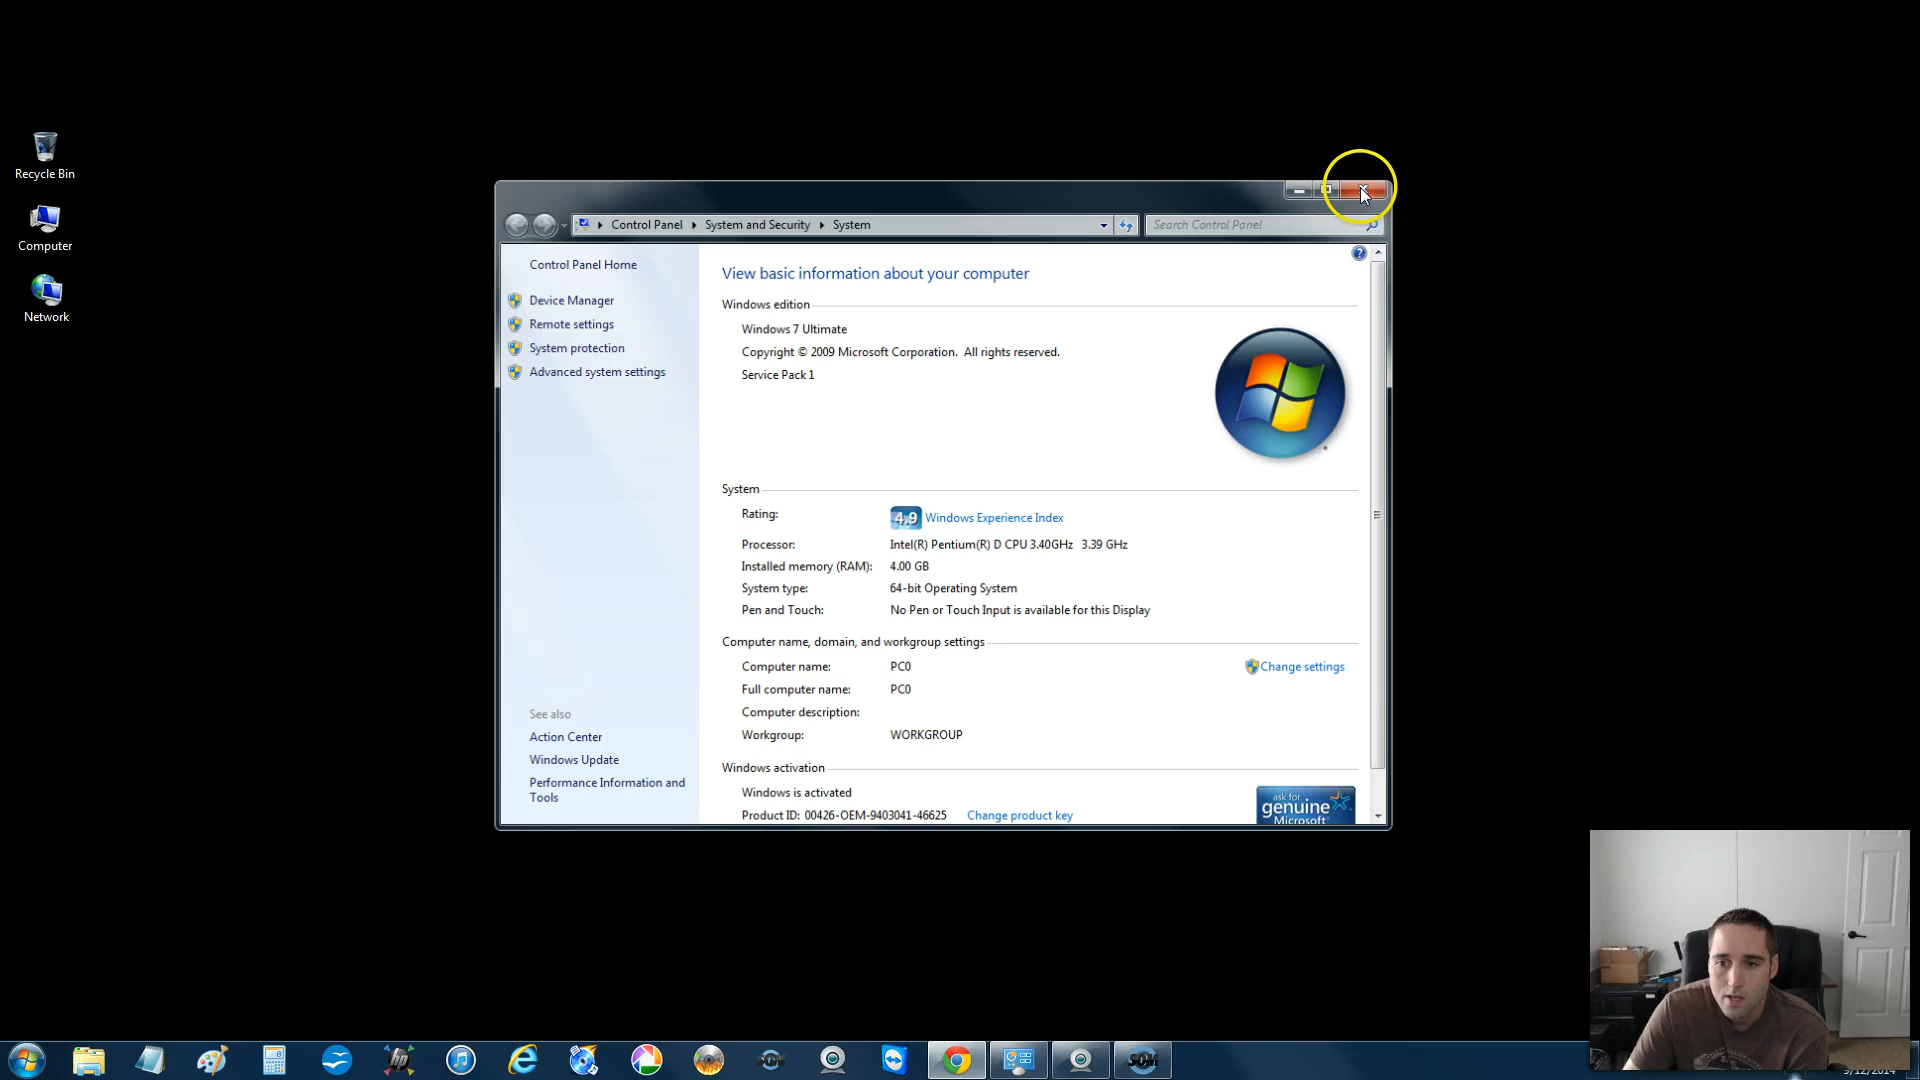 Recycle Bin
Computer
Network
Control Panel
System and Security
System
Search Control Panel
Control Panel Home
Device Manager
Remote settings
System protection
Advanced system settings
See also
Action Center
Windows Update
Performance Information and
Tools
View basic information about your computer
Windows edition
Windows 7 Ultimate
Copyright © 2009 Microsoft Corporation. All rights reserved.
Service Pack 1
System
Rating: 4.9 Windows Experience Index
Processor: Intel(R) Pentium(R) D CPU 3.40GHz 3.39 GHz
Installed memory (RAM): 4.00 GB
System type: 64-bit Operating System
Pen and Touch: No Pen or Touch Input is available for this Display
Computer name, domain, and workgroup settings
Computer name: PC0
Change settings
Full computer name: PC0
Computer description:
Workgroup: WORKGROUP
Windows activation
Windows is activated
Product ID: 00426-OEM-9403041-46625 Change product key
ask for
genuine
Microsoft
hp
SOM
9/12/2014